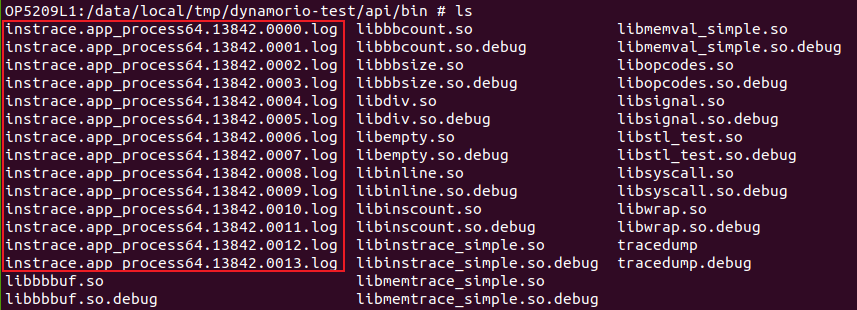 OP5209L1:/data/local/tmp/dynamorio-test/api/bin # ls
instrace.app_process64.13842.0000.log libbbcount.so libmemval_simple.so
instrace.app_process64.13842.0001.log libbbcount.so.debug libmemval_simple.so.debug
instrace.app_process64.13842.0002.log libbbsize.so libopcodes.so
instrace.app_process64.13842.0003.log libbbsize.so.debug libopcodes.so.debug
instrace.app_process64.13842.0004.log libdiv.so libsignal.so
instrace.app_process64.13842.0005.log libdiv.so.debug libsignal.so.debug
instrace.app_process64.13842.0006.log libempty.so libstl_test.so
instrace.app_process64.13842.0007.log libempty.so.debug libstl_test.so.debug
instrace.app_process64.13842.0008.log libinline.so libsyscall.so
instrace.app_process64.13842.0009.log libinline.so.debug libsyscall.so.debug
instrace.app_process64.13842.0010.log libinscount.so libwrap.so
instrace.app_process64.13842.0011.log libinscount.so.debug libwrap.so.debug
instrace.app_process64.13842.0012.log libinstrace_simple.so tracedump
instrace.app_process64.13842.0013.log libinstrace_simple.so.debug tracedump.debug
libbbbuf.so libmemtrace_simple.so
libbbbuf.so.debug libmemtrace_simple.so.debug